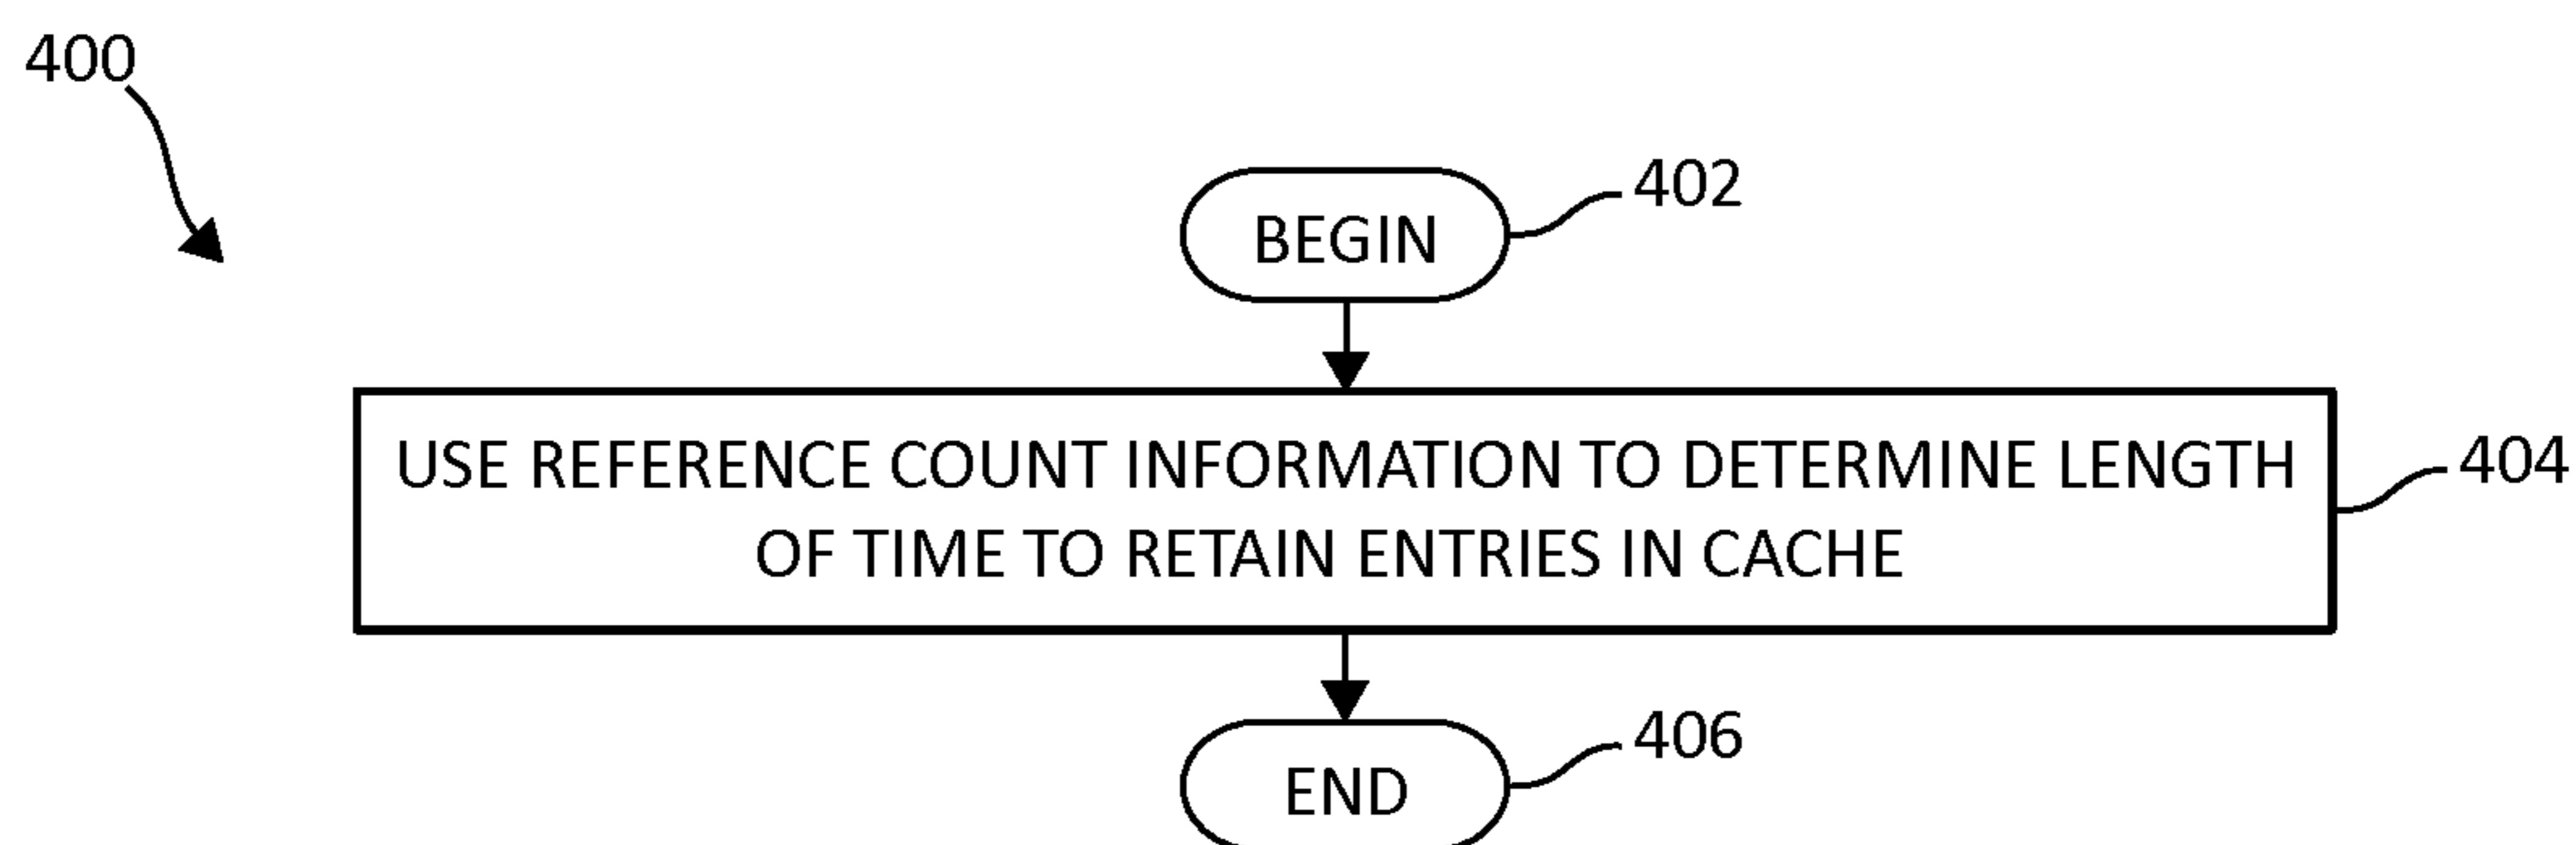 400
402
BEGIN
USE REFERENCE COUNT INFORMATION TO DETERMINE LENGTH
404
OF TIME TO RETAIN ENTRIES IN CACHE
406
END